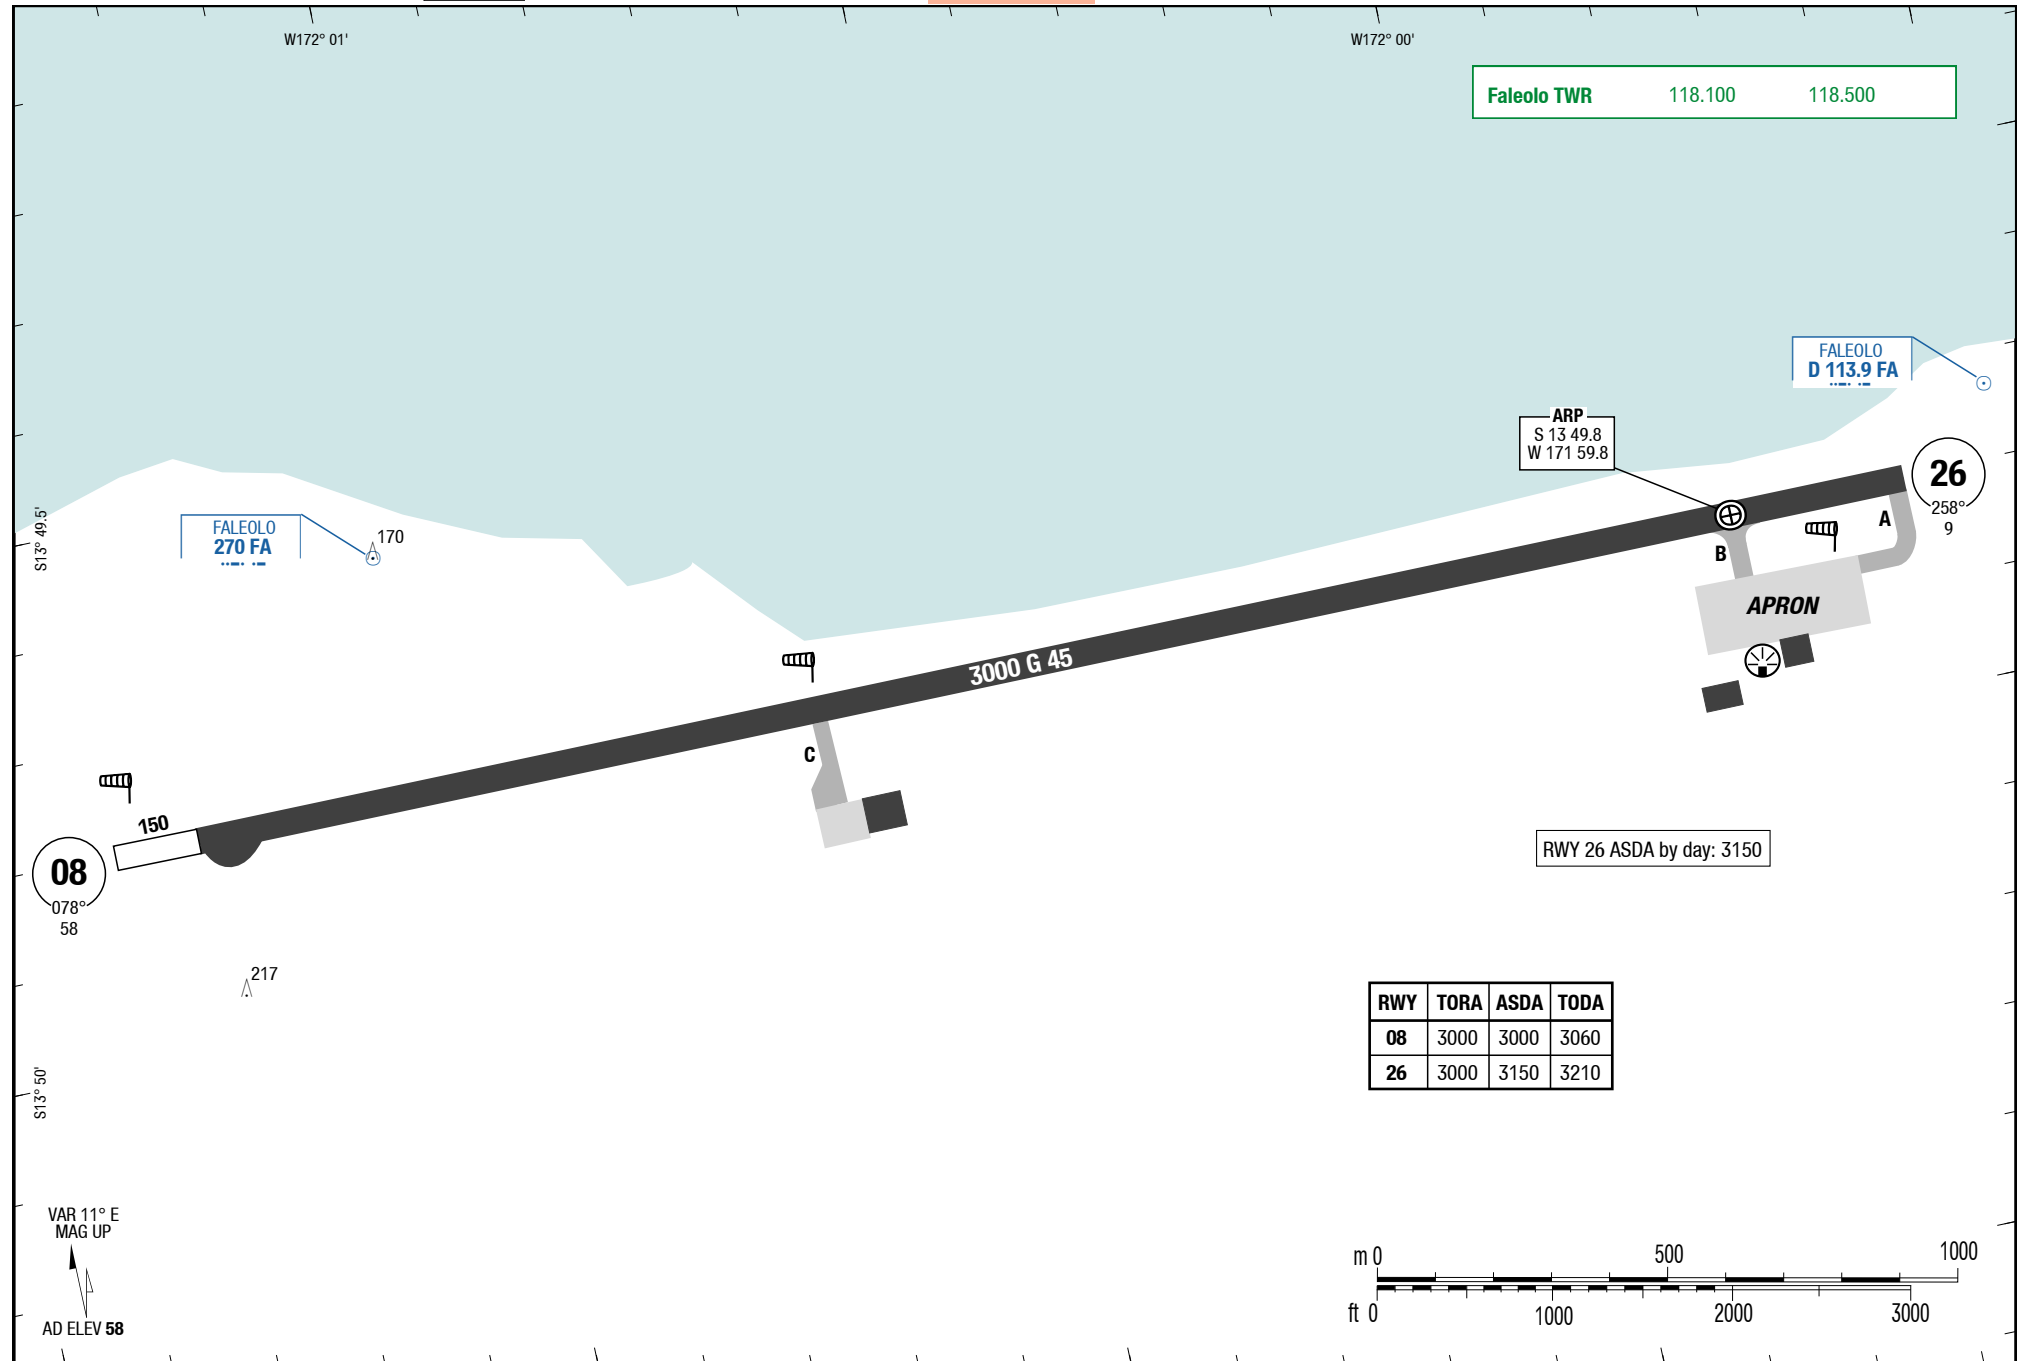 W172° 01'
W172° 00'
Faleolo TWR 118.100 118.500
FALEOLO
D 113.9 FA
ARP
S 13 49.8
W 171 59.8
26
258°
9
A
B
APRON
S13° 49.5'
FALEOLO
270 FA
170
3000 G 45
C
150
08
078°
58
RWY 26 ASDA by day: 3150
217
RWY TORA ASDA TODA
08 3000 3000 3060
26 3000 3150 3210
S13° 50'
VAR 11° E
MAG UP
AD ELEV 58
m 0 500 1000
ft 0 1000 2000 3000